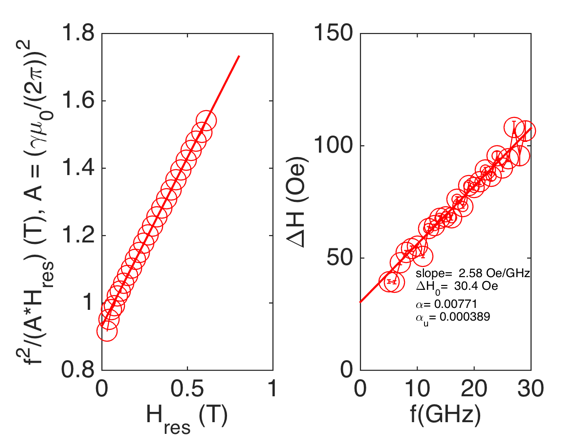 f²/(A*H_res) (T), A = (γμ₀/(2π))²
1.8
1.6
1.4
1.2
1
0.8
0
0.5
1
H_res (T)
ΔH (Oe)
150
100
50
0
slope= 2.58 Oe/GHz
ΔH₀= 30.4 Oe
α= 0.00771
α_u= 0.000389
0
10
20
30
f(GHz)